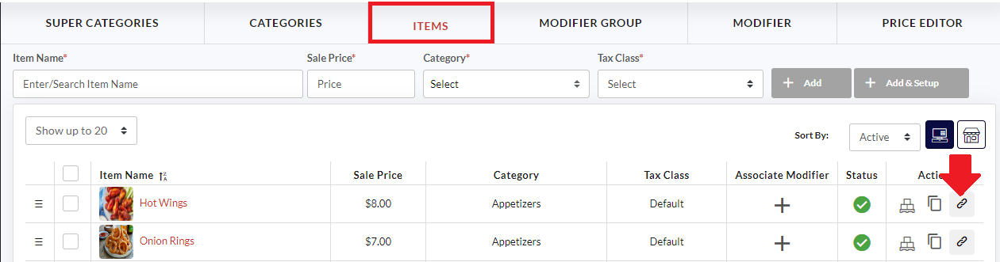 SUPER CATEGORIES CATEGORIES ITEMS MODIFIER GROUP MODIFIER PRICE EDITOR
Item Name* Sale Price* Category* Tax Class*
Enter/Search Item Name Price Select Select + Add + Add & Setup
Show up to 20 Sort By: Active
Item Name Sale Price Category Tax Class Associate Modifier Status
Hot Wings $8.00 Appetizers Default
Onion Rings $7.00 Appetizers Default